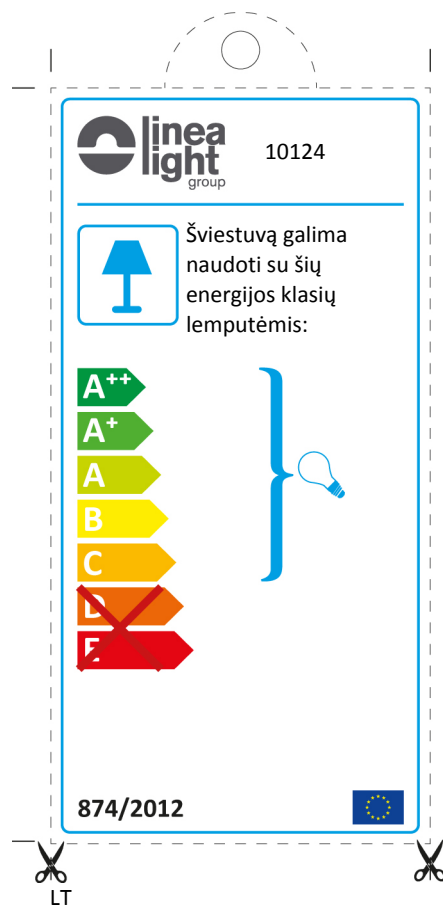 linea
light
group
10124
Šviestuvą galima
naudoti su šių
energijos klasių
lemputėmis:
A++
A+
A
B
C
D
E
874/2012
LT